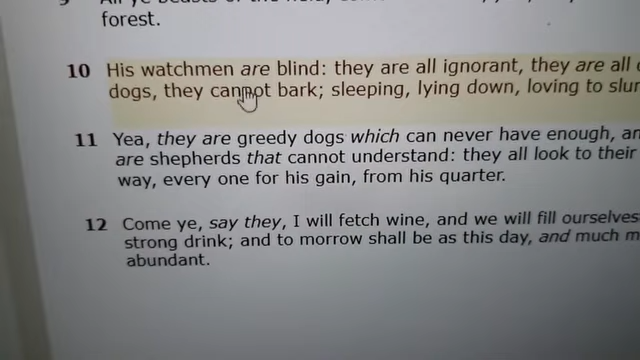 forest.
10 His watchmen are blind: they are all ignorant, they are all
dogs, they cannot bark; sleeping, lying down, loving to
11 Yea, they are greedy dogs which can never have enough,
are shepherds that cannot understand: they all look to their
way, every one for his gain, from his quarter.
12 Come ye, say they, I will fetch wine, and we will fill ourselves
strong drink; and to morrow shall be as this day, and much
abundant.